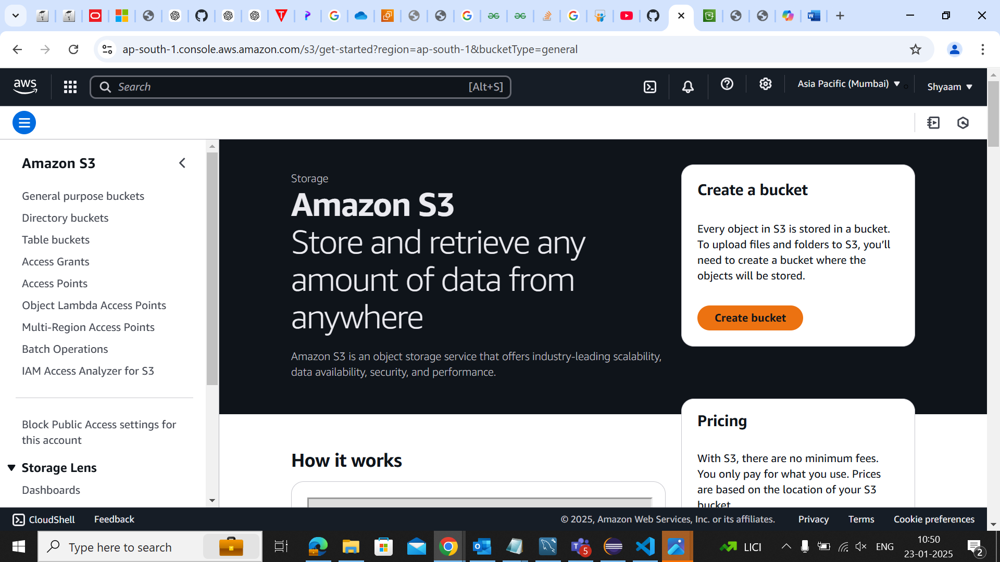 ap-south-1.console.aws.amazon.com/s3/get-started?region=ap-south-1&bucketType=general
aws
Search
[Alt+S]
Asia Pacific (Mumbai)
Shyaam
Amazon S3
General purpose buckets
Directory buckets
Table buckets
Access Grants
Access Points
Object Lambda Access Points
Multi-Region Access Points
Batch Operations
IAM Access Analyzer for S3
Block Public Access settings for
this account
Storage Lens
Dashboards
Storage
Amazon S3
Store and retrieve any
amount of data from
anywhere
Amazon S3 is an object storage service that offers industry-leading scalability,
data availability, security, and performance.
How it works
Create a bucket
Every object in S3 is stored in a bucket.
To upload files and folders to S3, you'll
need to create a bucket where the
objects will be stored.
Create bucket
Pricing
With S3, there are no minimum fees.
You only pay for what you use. Prices
are based on the location of your S3
bucket.
CloudShell
Feedback
© 2025, Amazon Web Services, Inc. or its affiliates.
Privacy
Terms
Cookie preferences
Type here to search
5
LICI
ENG
10:50
23-01-2025
2